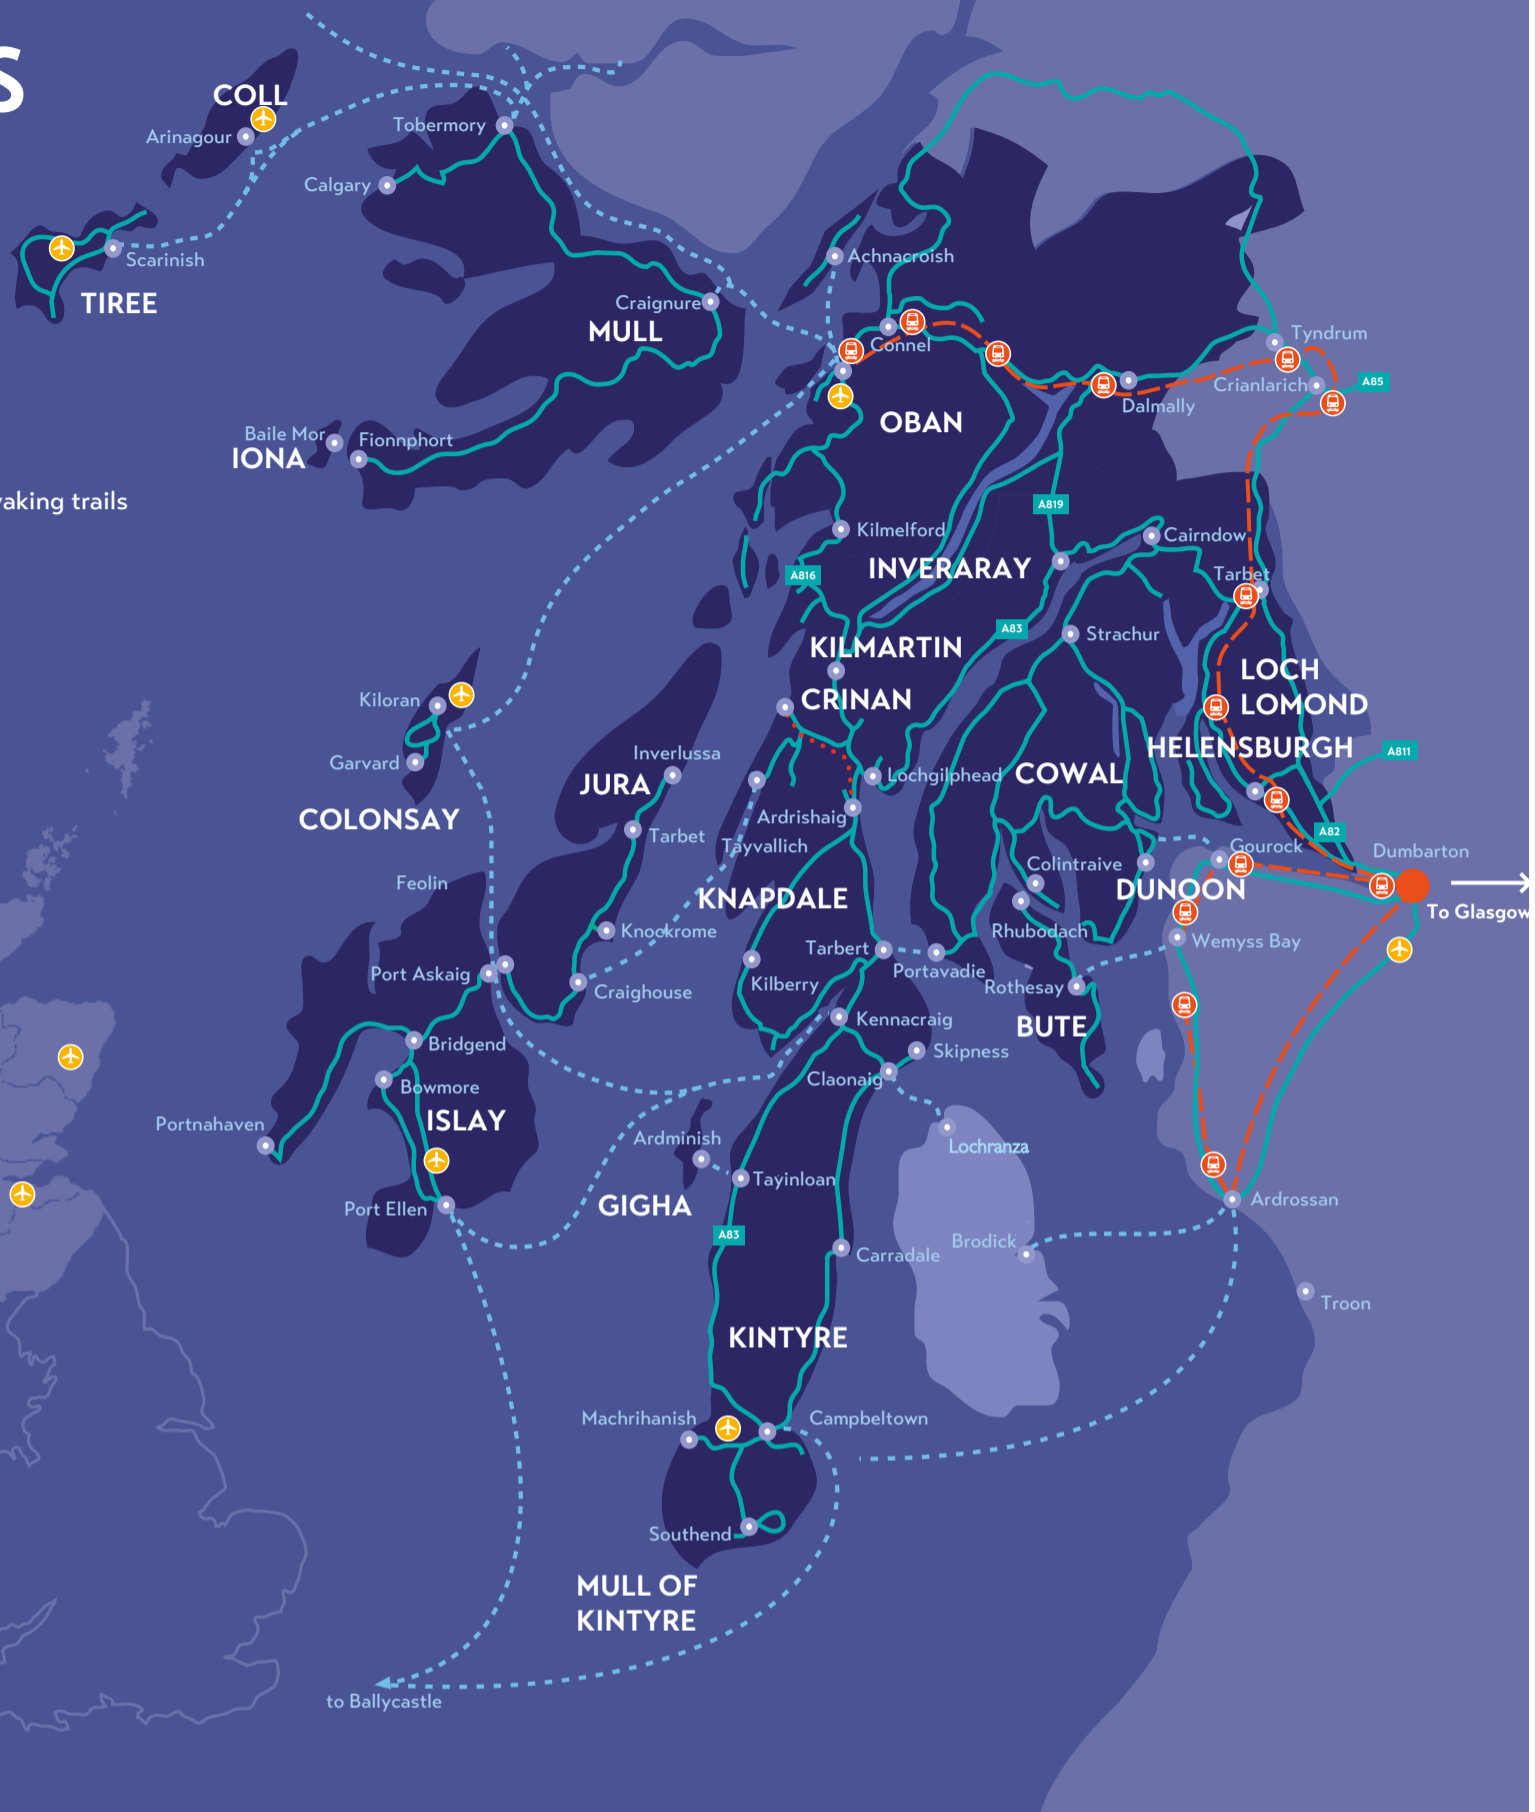 S
COLL
Arinagour
Tobermory
Calgary
Achnacroish
Scarinish
TIREE
Craignure
MULL
Tyndrum
Connel
Crianlarich
A85
Dalmally
OBAN
Baile Mor
Fionnphort
IONA
yaking trails
A819
Kilmelford
Cairndow
INVERARAY
A816
Tarbet
A83
Strachur
KILMARTIN
LOCH
LOMOND
Kiloran
CRINAN
HELENSBURGH
A811
Inverlussa
Garvard
JURA
Lochgilphead
COWAL
COLONSAY
Ardrishaig
A82
Tarbet
Tayvallich
Gourock
Dumbarton
Colintraive
Feolin
DUNOON
KNAPDALE
To Glasgow
Knockrome
Rhubodach
Tarbert
Wemyss Bay
Port Askaig
Portavadie
Kilberry
Rothesay
Craighouse
Kennacraig
BUTE
Bridgend
Skipness
Claonaig
Bowmore
ISLAY
Portnahaven
Ardminish
Lochranza
Tayinloan
GIGHA
Ardrossan
Port Ellen
A83
Brodick
Carradale
Troon
KINTYRE
Machrihanish
Campbeltown
Southend
MULL OF
KINTYRE
to Ballycastle